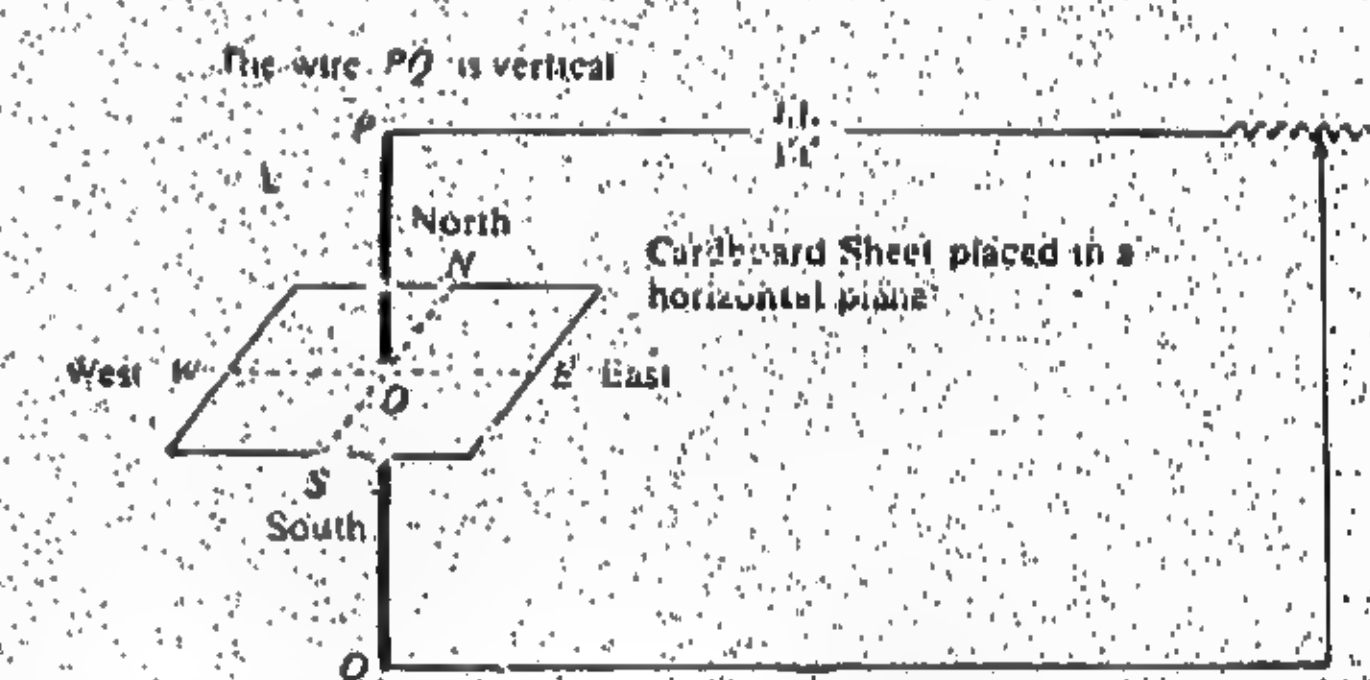 The wire PQ is vertical
P
L
North
N
Cardboard Sheet placed in a
horizontal plane
West W
E East
O
S
South
Q